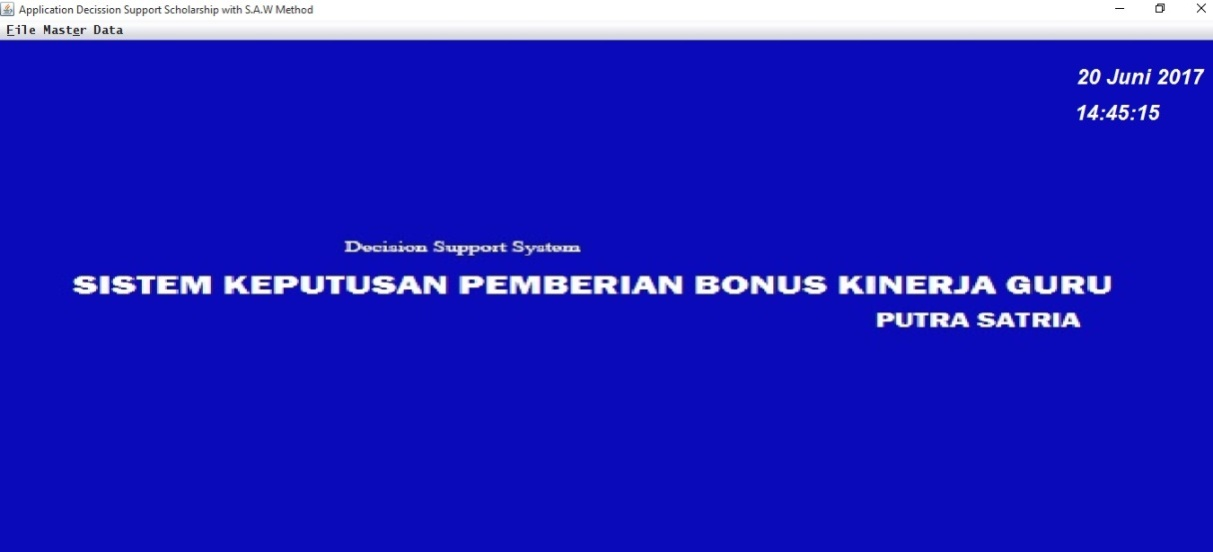 Application Decission Support Scholarship with S.A.W Method
File Master Data
20 Juni 2017
14:45:15
Decision Support System
SISTEM KEPUTUSAN PEMBERIAN BONUS KINERJA GURU
PUTRA SATRIA